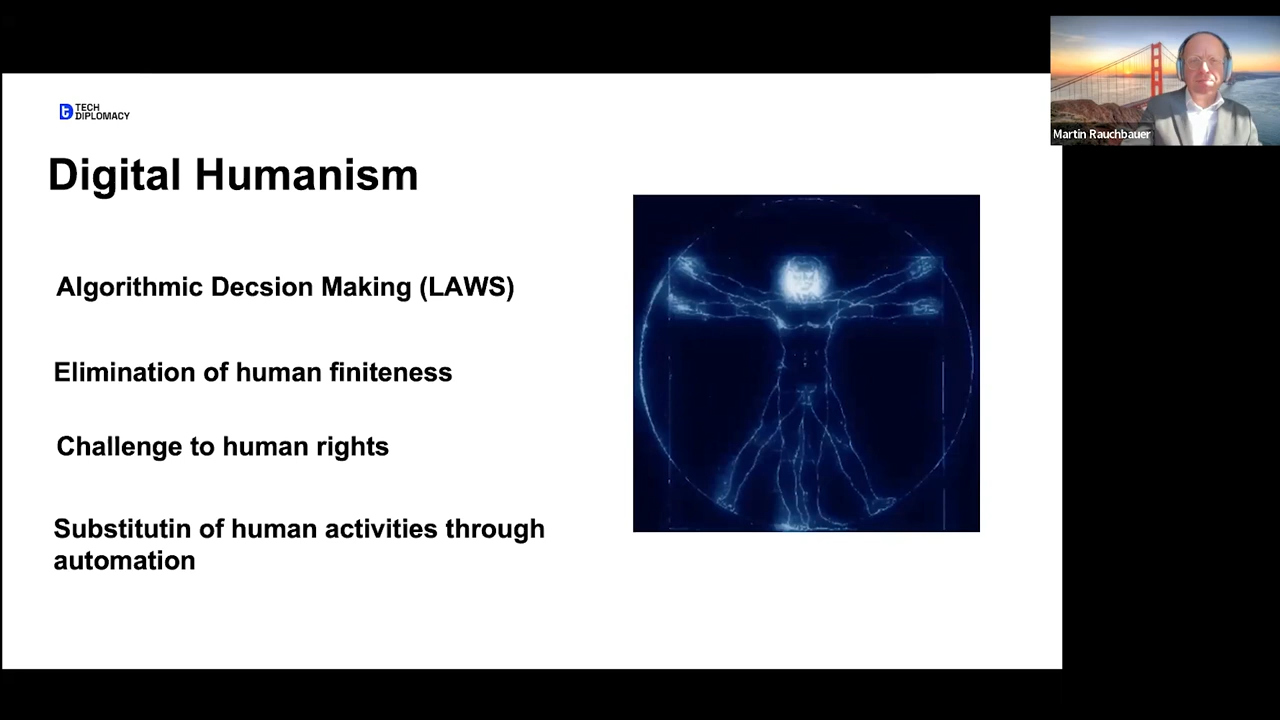 TECH
DIPLOMACY
Digital Humanism
Algorithmic Decsion Making (LAWS)
Elimination of human finiteness
Challenge to human rights
Substitutin of human activities through
automation
Martin Rauchbauer